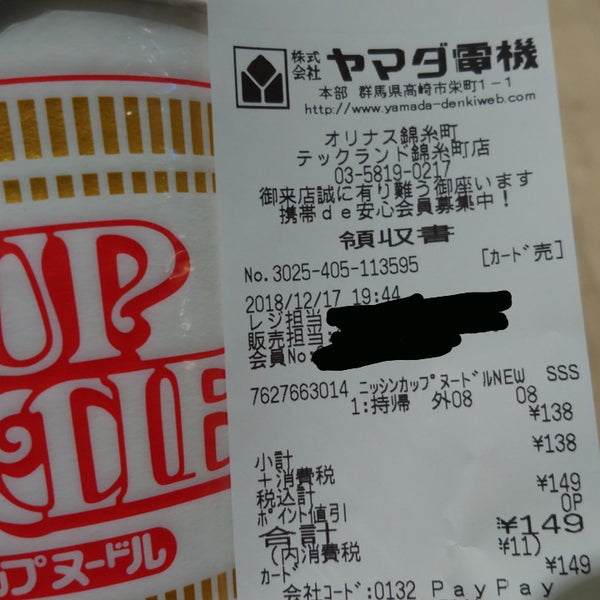 UP
ップヌードル
株式会社 ヤマダ電機
本部 群馬県高崎市栄町1-1
http://www.yamada-denkiweb.com
オリナス錦糸町
テックランド錦糸町店
03-5819-0217
御来店誠に有り難う御座います
携帯de安心会員募集中!
領収書
No.3025-405-113595 [カード売]
2018/12/17 19:44
レジ担当
販売担当
会員No
7627663014 ニッシンカップヌードルNEW SSS
1:持ち帰 外08 08
¥138
小計 ¥138
+消費税
税込計 ¥149
ポイント値引 0P
合計 ¥149
(内消費税 ¥11)
カード ¥149
会社コード:0132 PayPay